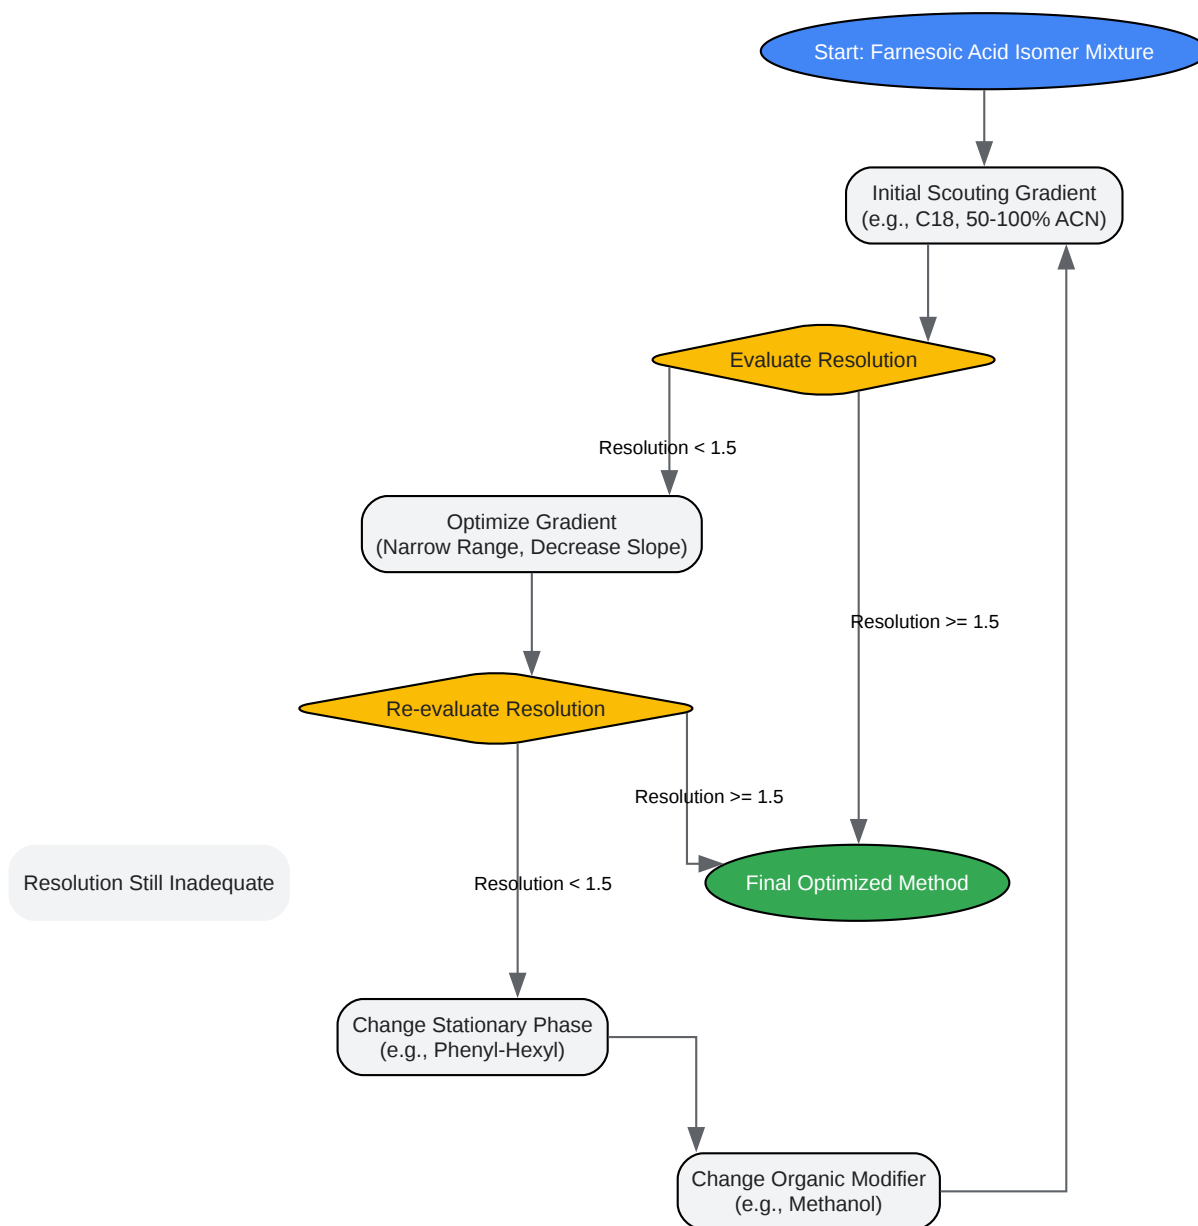 Start: Farnesoic Acid Isomer Mixture
Initial Scouting Gradient
(e.g., C18, 50-100% ACN)
Evaluate Resolution
Resolution < 1.5
Optimize Gradient
(Narrow Range, Decrease Slope)
Resolution >= 1.5
Re-evaluate Resolution
Resolution >= 1.5
Resolution Still Inadequate
Resolution < 1.5
Final Optimized Method
Change Stationary Phase
(e.g., Phenyl-Hexyl)
Change Organic Modifier
(e.g., Methanol)